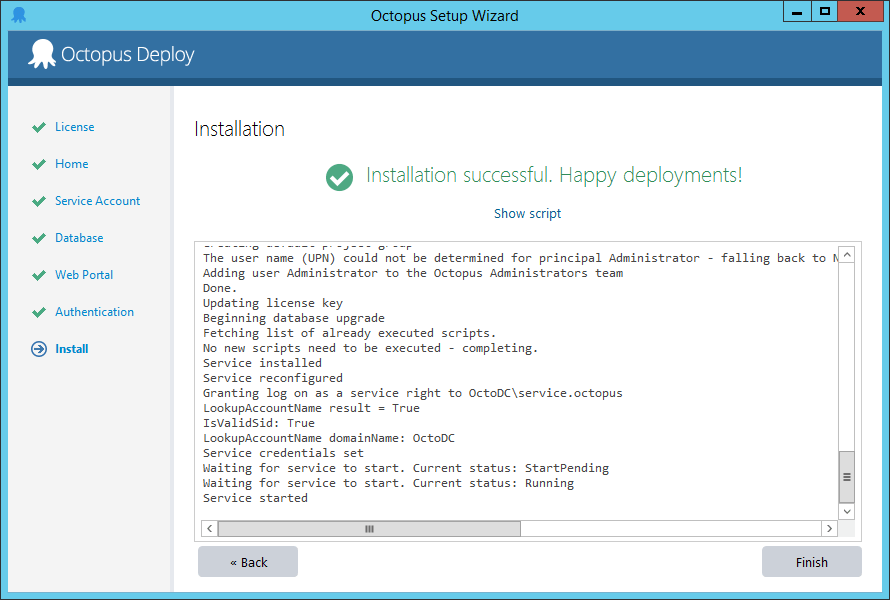 Octopus Setup Wizard
Octopus Deploy
License
Home
Service Account
Database
Web Portal
Authentication
Install
Installation
Installation successful. Happy deployments!
Show script
Creating default project group
The user name (UPN) could not be determined for principal Administrator - falling back to N
Adding user Administrator to the Octopus Administrators team
Done.
Updating license key
Beginning database upgrade
Fetching list of already executed scripts.
No new scripts need to be executed - completing.
Service installed
Service reconfigured
Granting log on as a service right to OctoDC\service.octopus
LookupAccountName result = True
IsValidSid: True
LookupAccountName domainName: OctoDC
Service credentials set
Waiting for service to start. Current status: StartPending
Waiting for service to start. Current status: Running
Service started
« Back
Finish